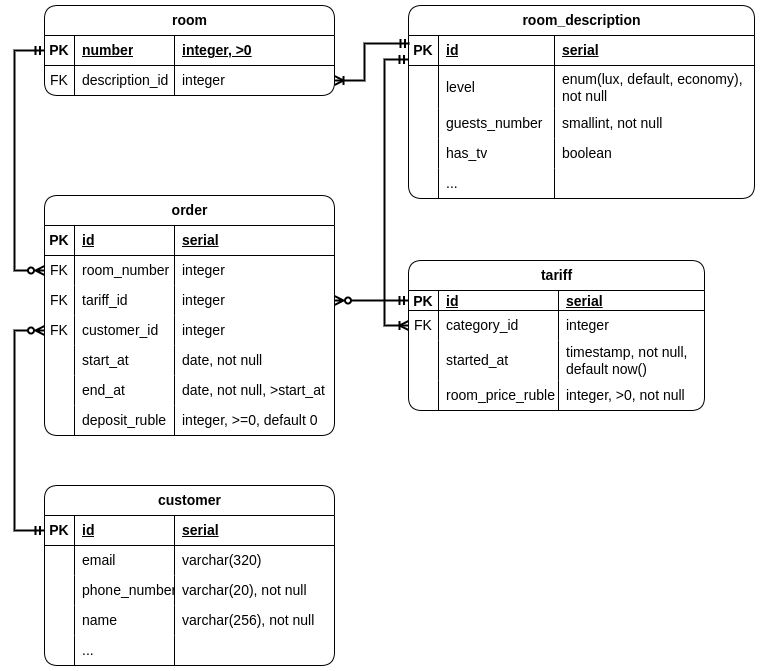 room
PK number integer, >0
FK description_id integer
room_description
PK id serial
level enum(lux, default, economy), not null
guests_number smallint, not null
has_tv boolean
...
order
PK id serial
FK room_number integer
FK tariff_id integer
FK customer_id integer
start_at date, not null
end_at date, not null, >start_at
deposit_ruble integer, >=0, default 0
tariff
PK id serial
FK category_id integer
started_at timestamp, not null, default now()
room_price_ruble integer, >0, not null
customer
PK id serial
email varchar(320)
phone_number varchar(20), not null
name varchar(256), not null
...